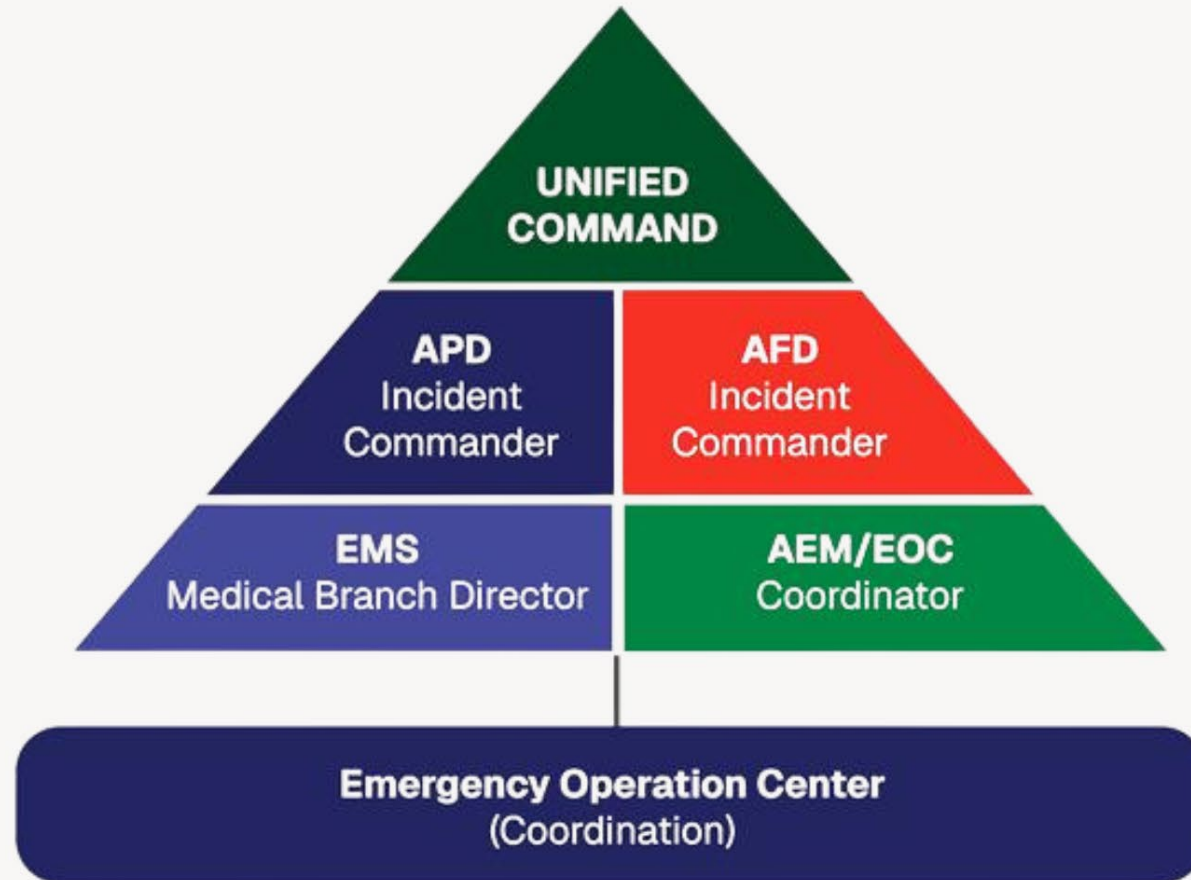 UNIFIED
COMMAND
APD
Incident
Commander
AFD
Incident
Commander
EMS
Medical Branch Director
AEM/EOC
Coordinator
Emergency Operation Center
(Coordination)